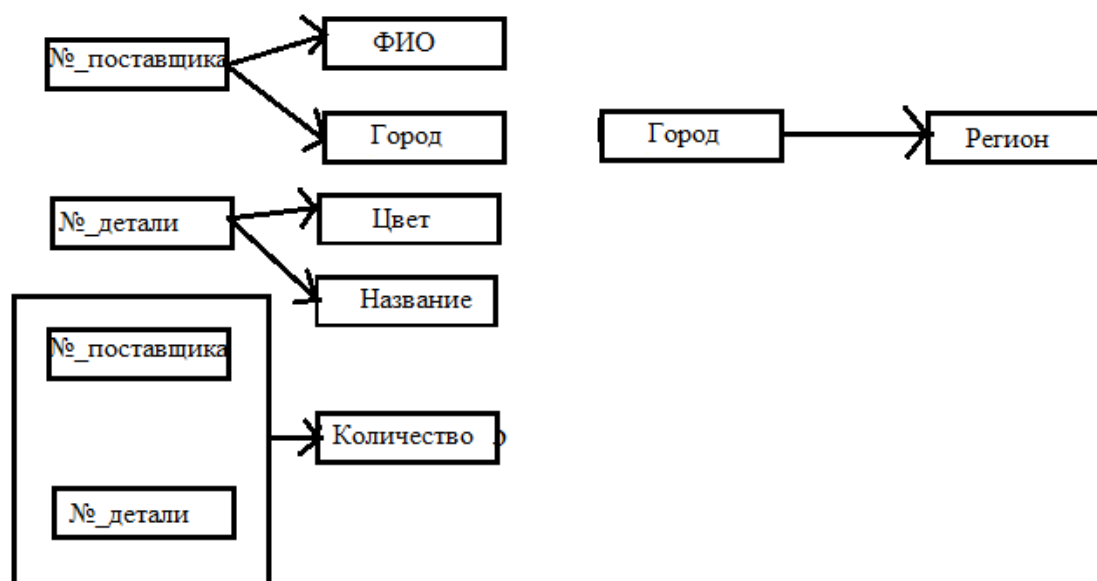 №_поставщика
ФИО
Город
Город
Регион
№_детали
Цвет
Название
№_поставщика
Количество
№_детали